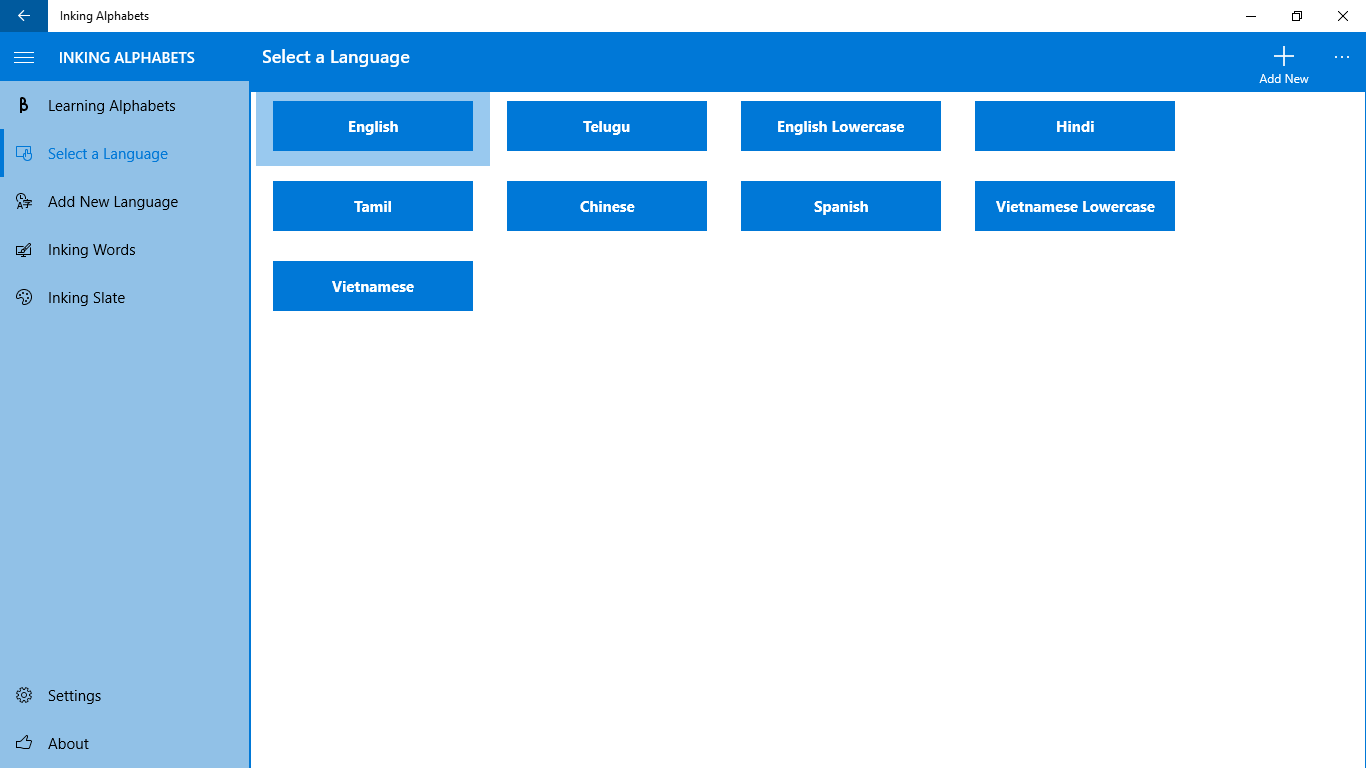 Inking Alphabets
INKING ALPHABETS
Select a Language
Add New
Learning Alphabets
Select a Language
Add New Language
Inking Words
Inking Slate
Settings
About
English
Telugu
English Lowercase
Hindi
Tamil
Chinese
Spanish
Vietnamese Lowercase
Vietnamese